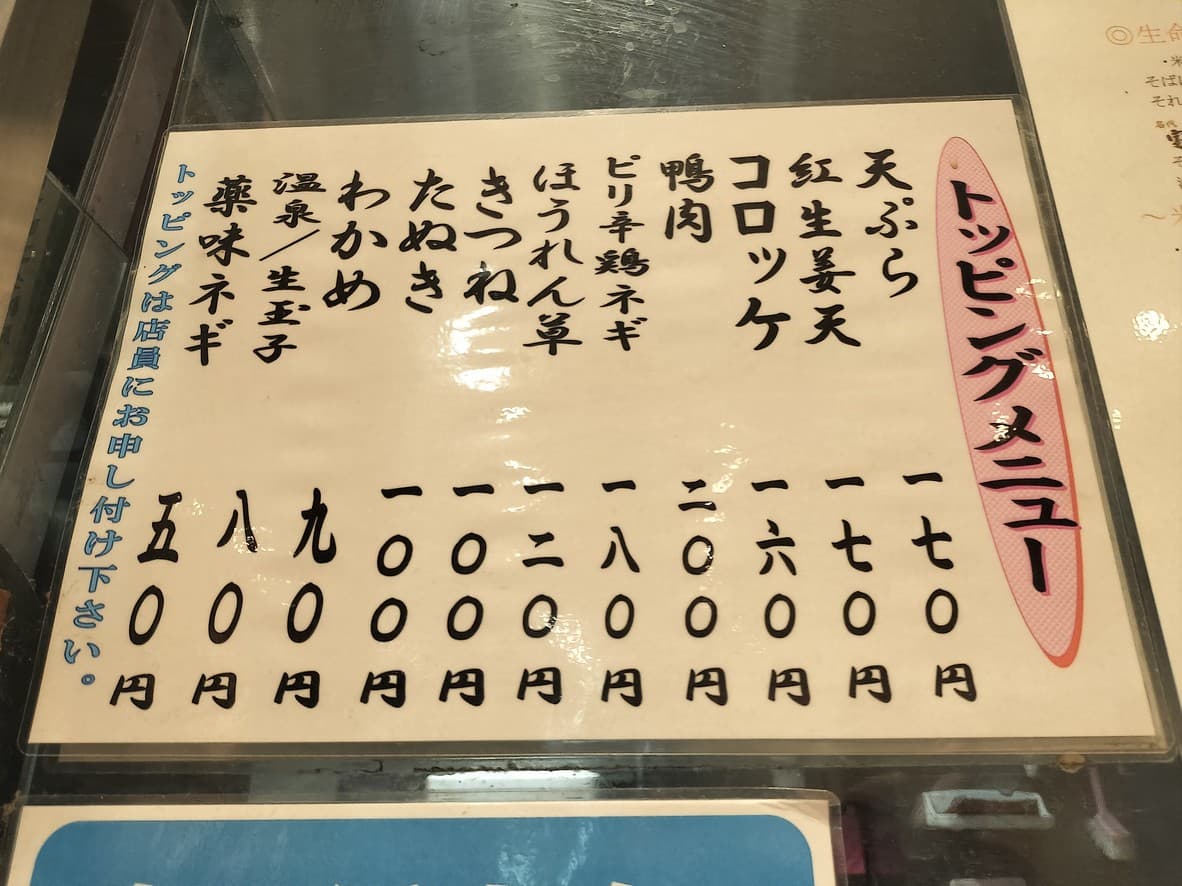 ◎生
そば
それ
トッピングメニュー
天ぷら 一七〇円
紅生姜天 一七〇円
コロッケ 一六〇円
鴨肉 二〇〇円
ピリ辛鶏ネギ 一八〇円
ほうれん草 一二〇円
きつね 一〇〇円
たぬき 一〇〇円
わかめ 九〇円
温泉/生玉子 八〇円
薬味ネギ 五〇円
トッピングは店員にお申し付け下さい。